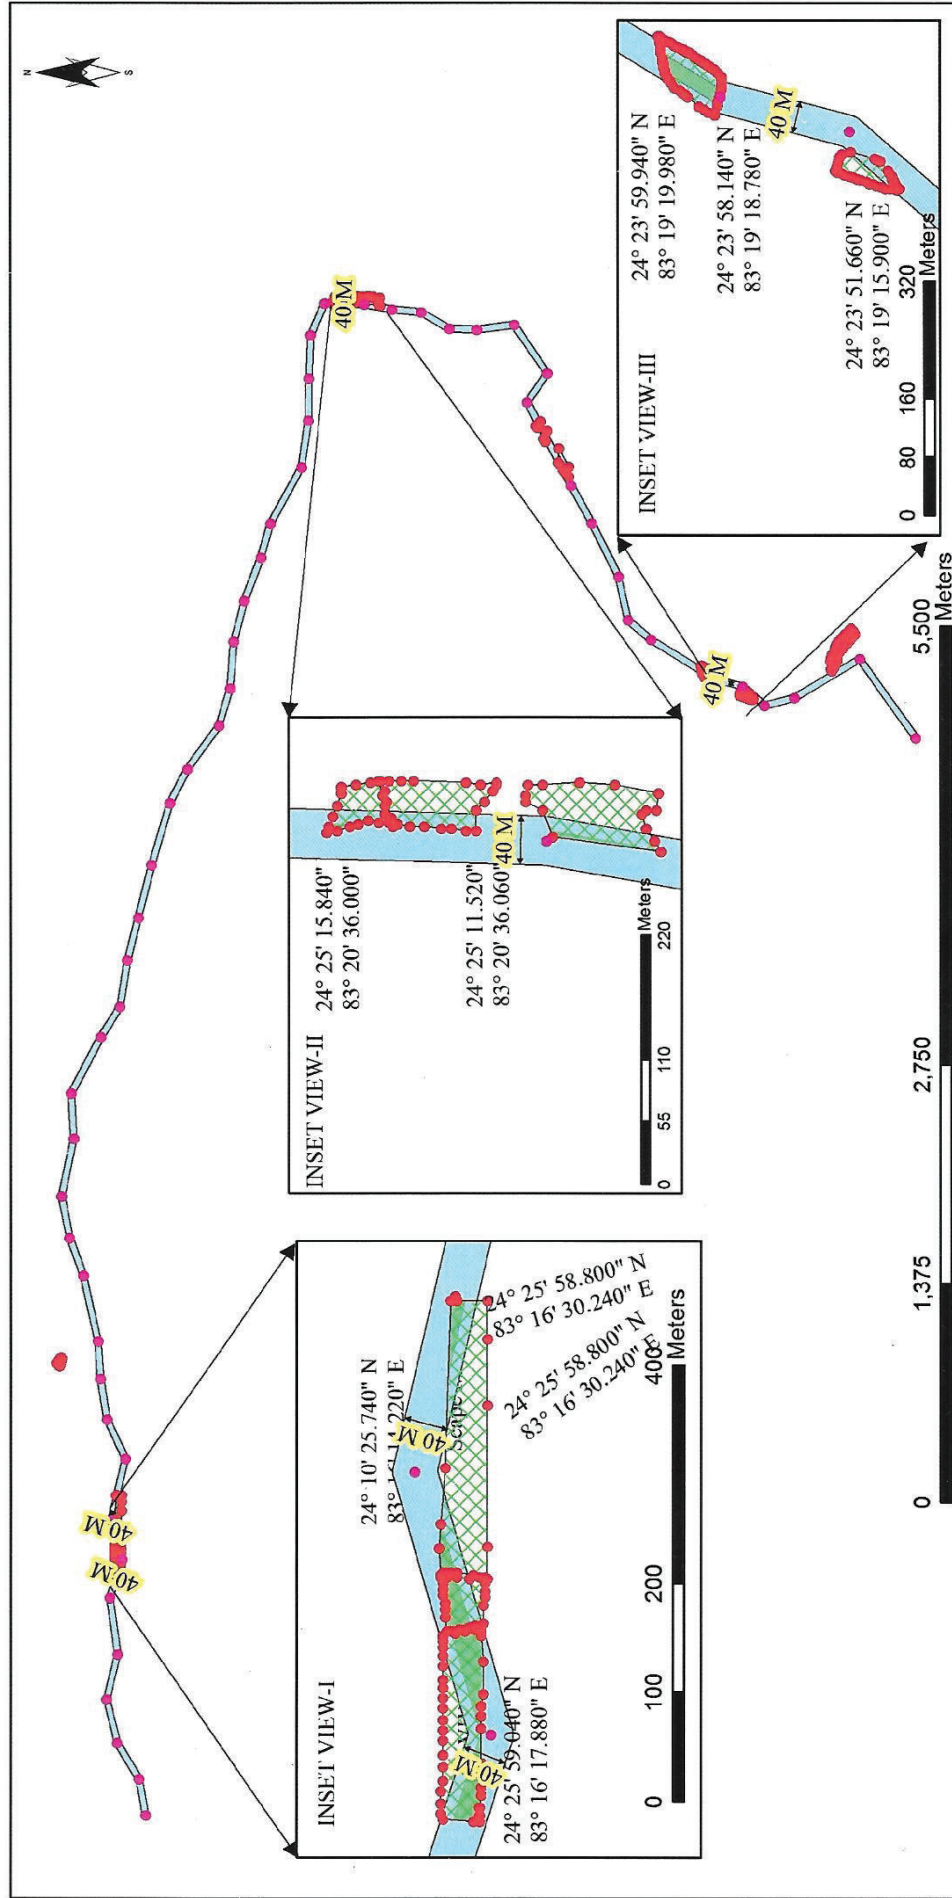 N
S
40 M
40 M
40 M
40 M
INSET VIEW-I
24° 10' 25.740" N
40 M
40 M
24° 25' 59.040" N
83° 16' 17.880" E
24° 25' 58.800" N
83° 16' 30.240" E
24° 25' 58.800" N
83° 16' 30.240" E
0 100 200 400
Meters
INSET VIEW-II
24° 25' 15.840"
83° 20' 36.000"
24° 25' 11.520"
83° 20' 36.060"
40 M
0 55 110 220
Meters
INSET VIEW-III
24° 23' 59.940" N
83° 19' 19.980" E
24° 23' 58.140" N
83° 19' 18.780" E
40 M
24° 23' 51.660" N
83° 19' 15.900" E
0 80 160 320
Meters
0 1,375 2,750 5,500
Meters